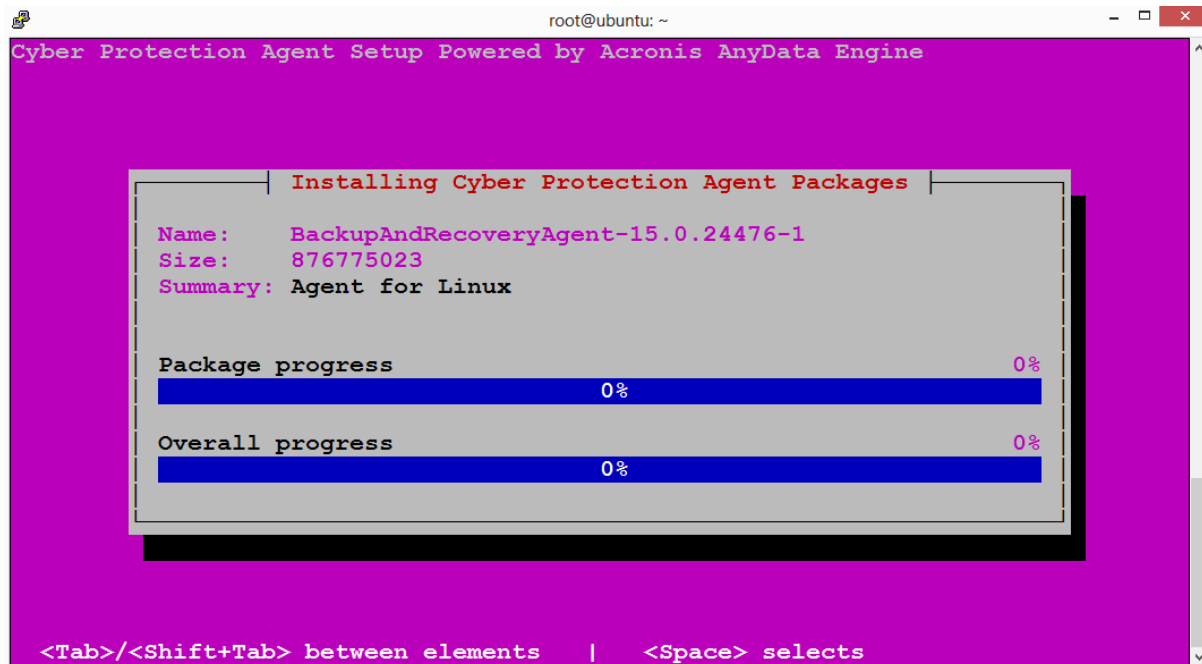 root@ubuntu: ~
Cyber Protection Agent Setup Powered by Acronis AnyData Engine
Installing Cyber Protection Agent Packages
Name: BackupAndRecoveryAgent-15.0.24476-1
Size: 876775023
Summary: Agent for Linux
Package progress 0%
0%
Overall progress 0%
0%
<Tab>/<Shift+Tab> between elements | <Space> selects